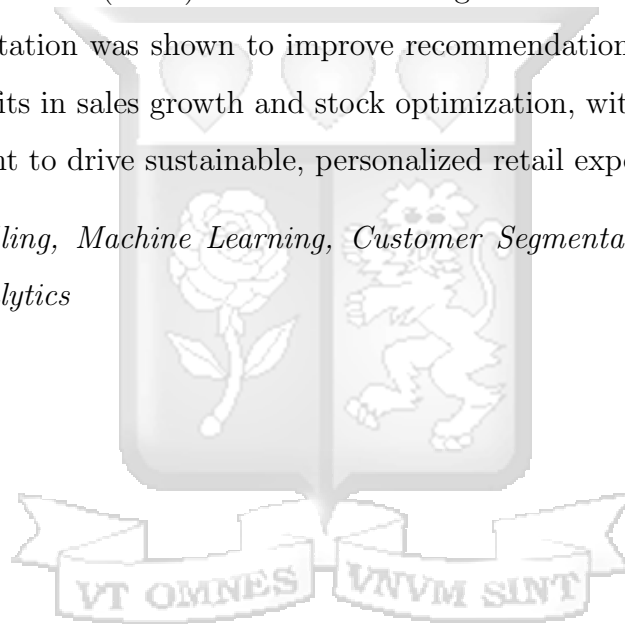 tation was shown to improve recommendation
its in sales growth and stock optimization, wit
nt to drive sustainable, personalized retail expe
ling, Machine Learning, Customer Segmenta
lytics
VT OMNES VNVM SINT